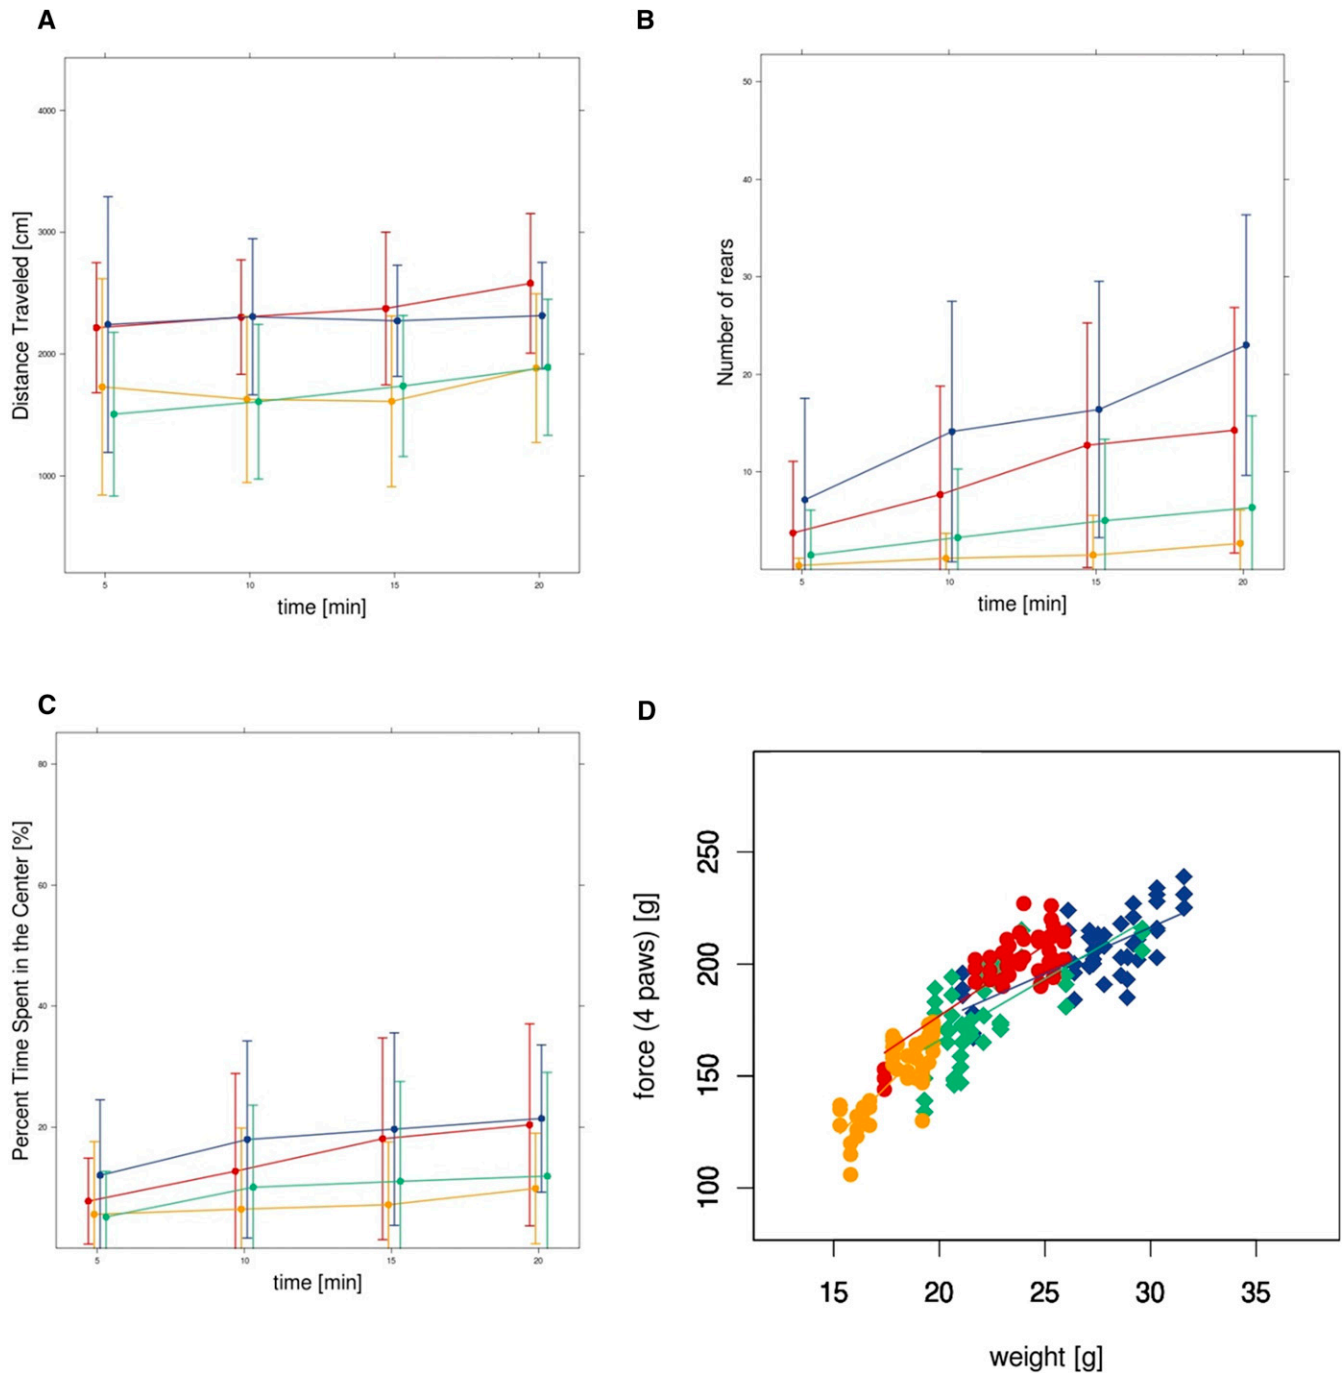 A
Distance Traveled [cm]
4000
3000
2000
1000
5 10 15 20
time [min]
B
Number of rears
50
40
30
20
10
5 10 15 20
time [min]
C
Percent Time Spent in the Center [%]
80
60
40
20
5 10 15 20
time [min]
D
force (4 paws) [g]
250
200
150
100
15 20 25 30 35
weight [g]